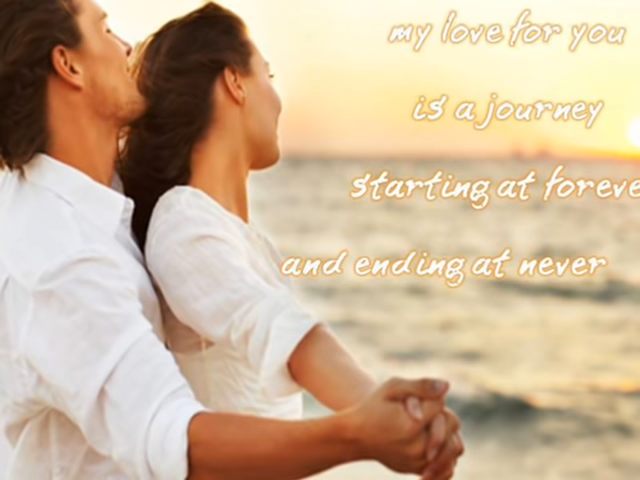 my love for you
is a journey
starting at foreve
and ending at never